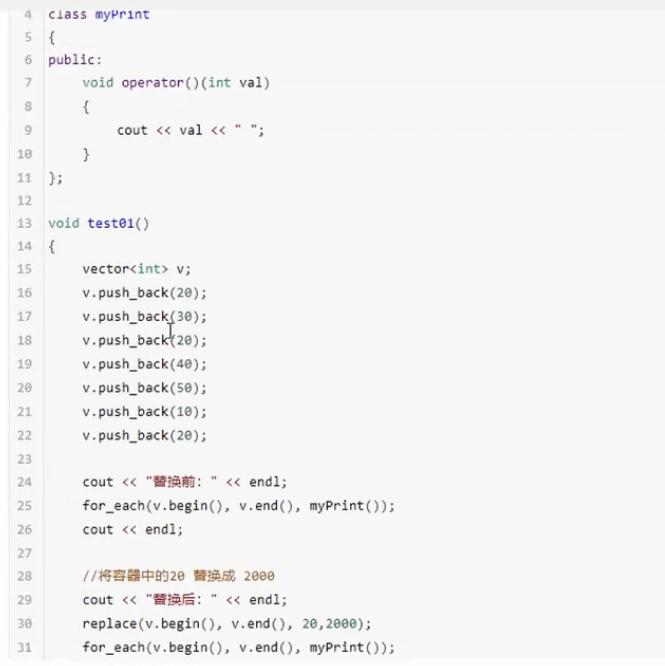 4 class myPrint
5 {
6 public:
7 void operator()(int val)
8 {
9 cout << val << " ";
10 }
11 };
12
13 void test01()
14 {
15 vector<int> v;
16 v.push_back(20);
17 v.push_back(30);
18 v.push_back(20);
19 v.push_back(40);
20 v.push_back(50);
21 v.push_back(10);
22 v.push_back(20);
23
24 cout << "替换前：" << endl;
25 for_each(v.begin(), v.end(), myPrint());
26 cout << endl;
27
28 //将容器中的20 替换成 2000
29 cout << "替换后：" << endl;
30 replace(v.begin(), v.end(), 20,2000);
31 for_each(v.begin(), v.end(), myPrint());